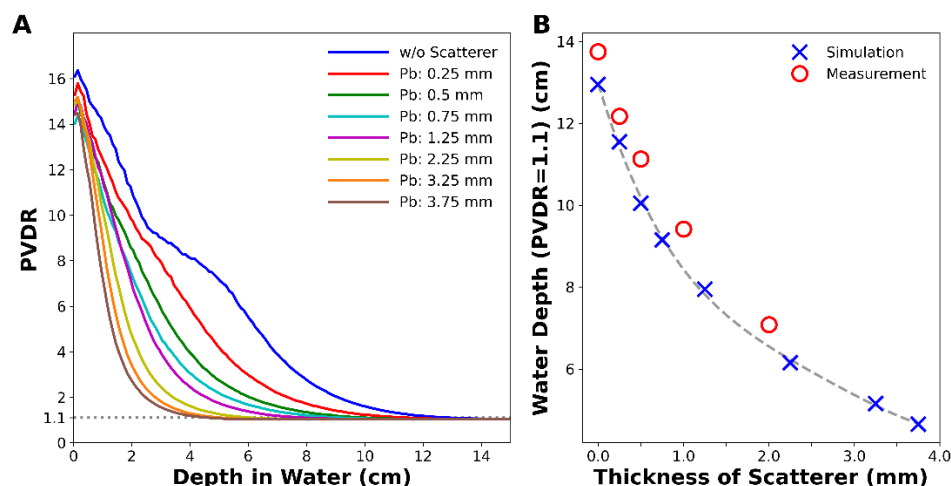 A
PVDR
16
14
12
10
8
6
4
2
1.1
0
0
2
4
6
8
10
12
14
Depth in Water (cm)
w/o Scatterer
Pb: 0.25 mm
Pb: 0.5 mm
Pb: 0.75 mm
Pb: 1.25 mm
Pb: 2.25 mm
Pb: 3.25 mm
Pb: 3.75 mm
B
Water Depth (PVDR=1.1) (cm)
14
12
10
8
6
0.0
1.0
2.0
3.0
4.0
Thickness of Scatterer (mm)
Simulation
Measurement